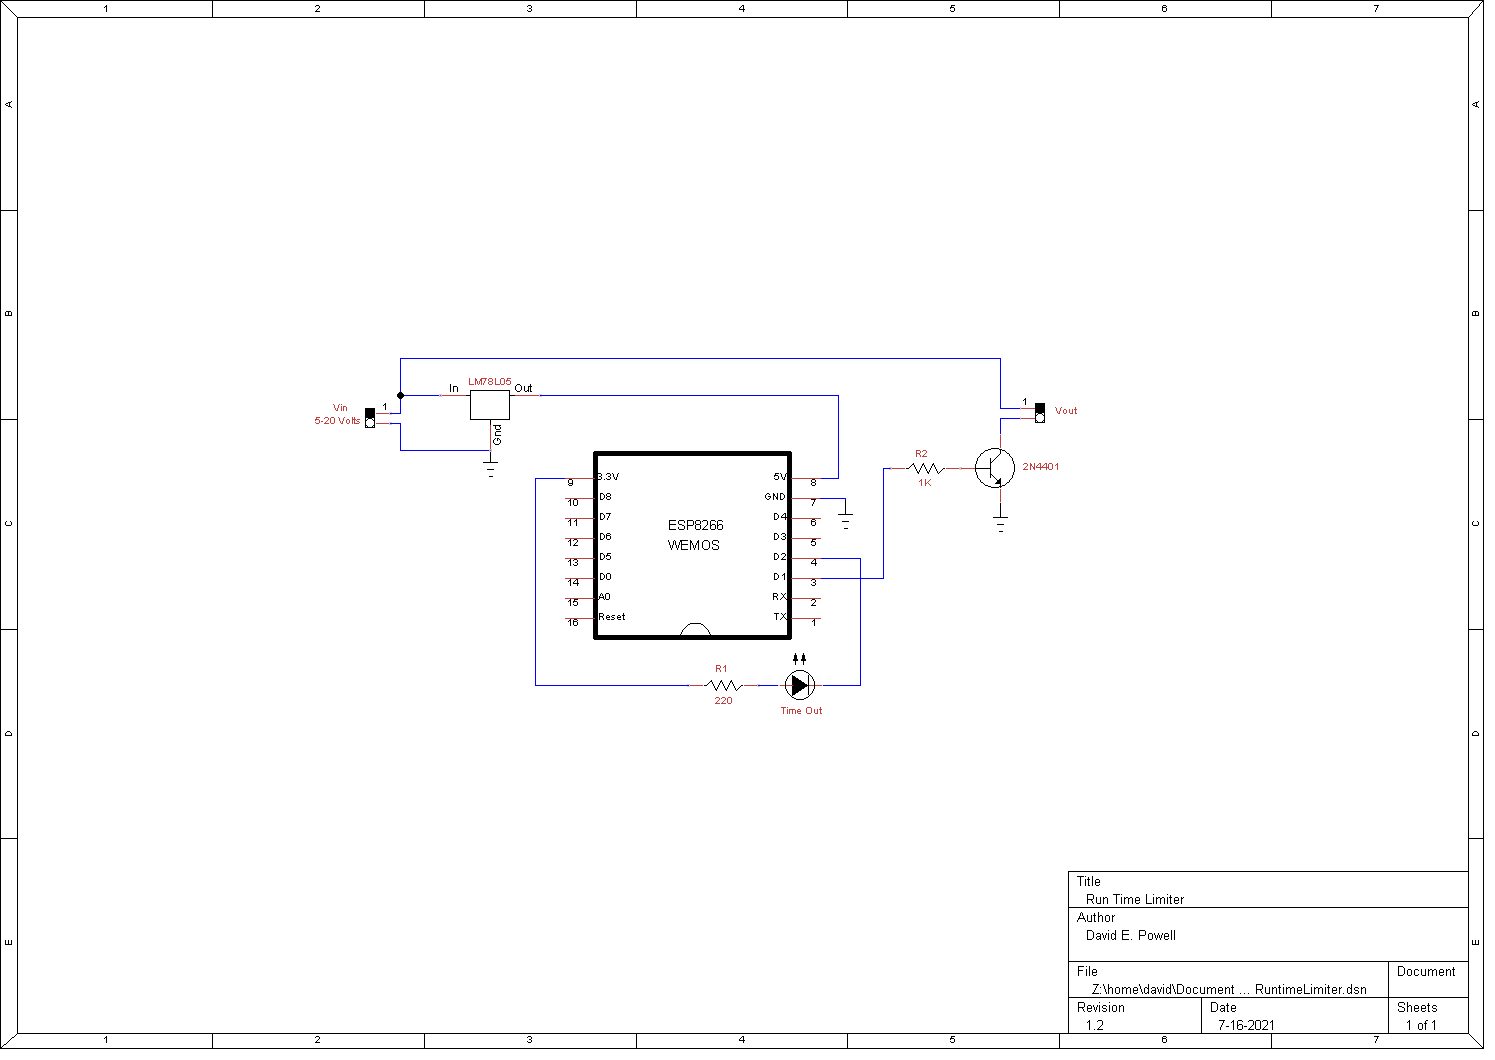 1 2 3 4 5 6 7
A A
B B
LM78L05
In Out
Vin 1
5-20 Volts
Gnd
1 Vout
R2 2N4401
1K
3.3V 5V
9 8
D8 GND
10 7
D7 D4
11 6
ESP8266
D6 D3
12 5
WEMOS
D5 D2
13 4
D0 D1
14 3
A0 RX
15 2
Reset TX
16 1
C C
R1
220
Time Out
D D
Title
Run Time Limiter
Author
David E. Powell
E E
File Document
Z:\home\david\Document ... RuntimeLimiter.dsn
Revision Date Sheets
1.2 7-16-2021 1 of 1
1 2 3 4 5 6 7